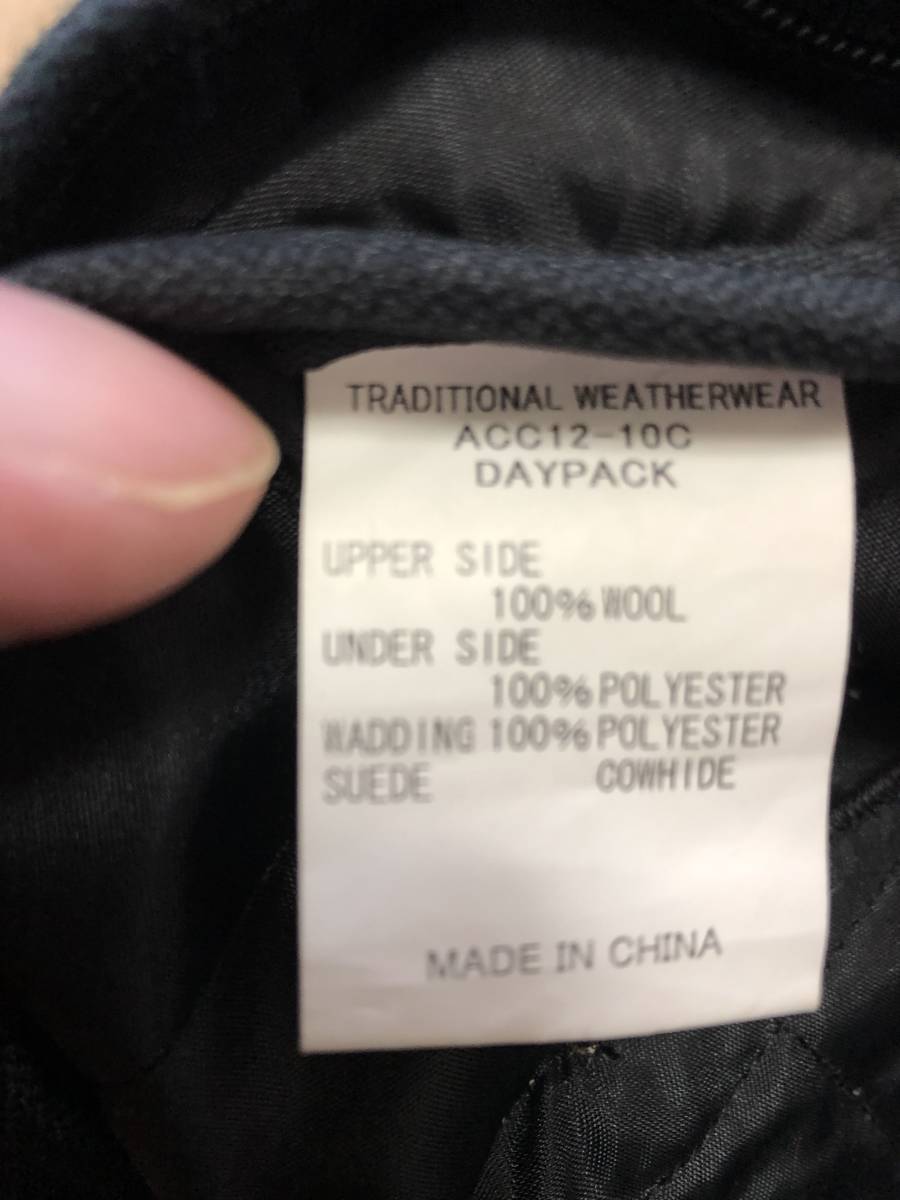 TRADITIONAL WEATHERWEAR
ACC12-10C
DAYPACK
UPPER SIDE
100% WOOL
UNDER SIDE
100% POLYESTER
WADDING 100% POLYESTER
SUEDE COWHIDE
MADE IN CHINA